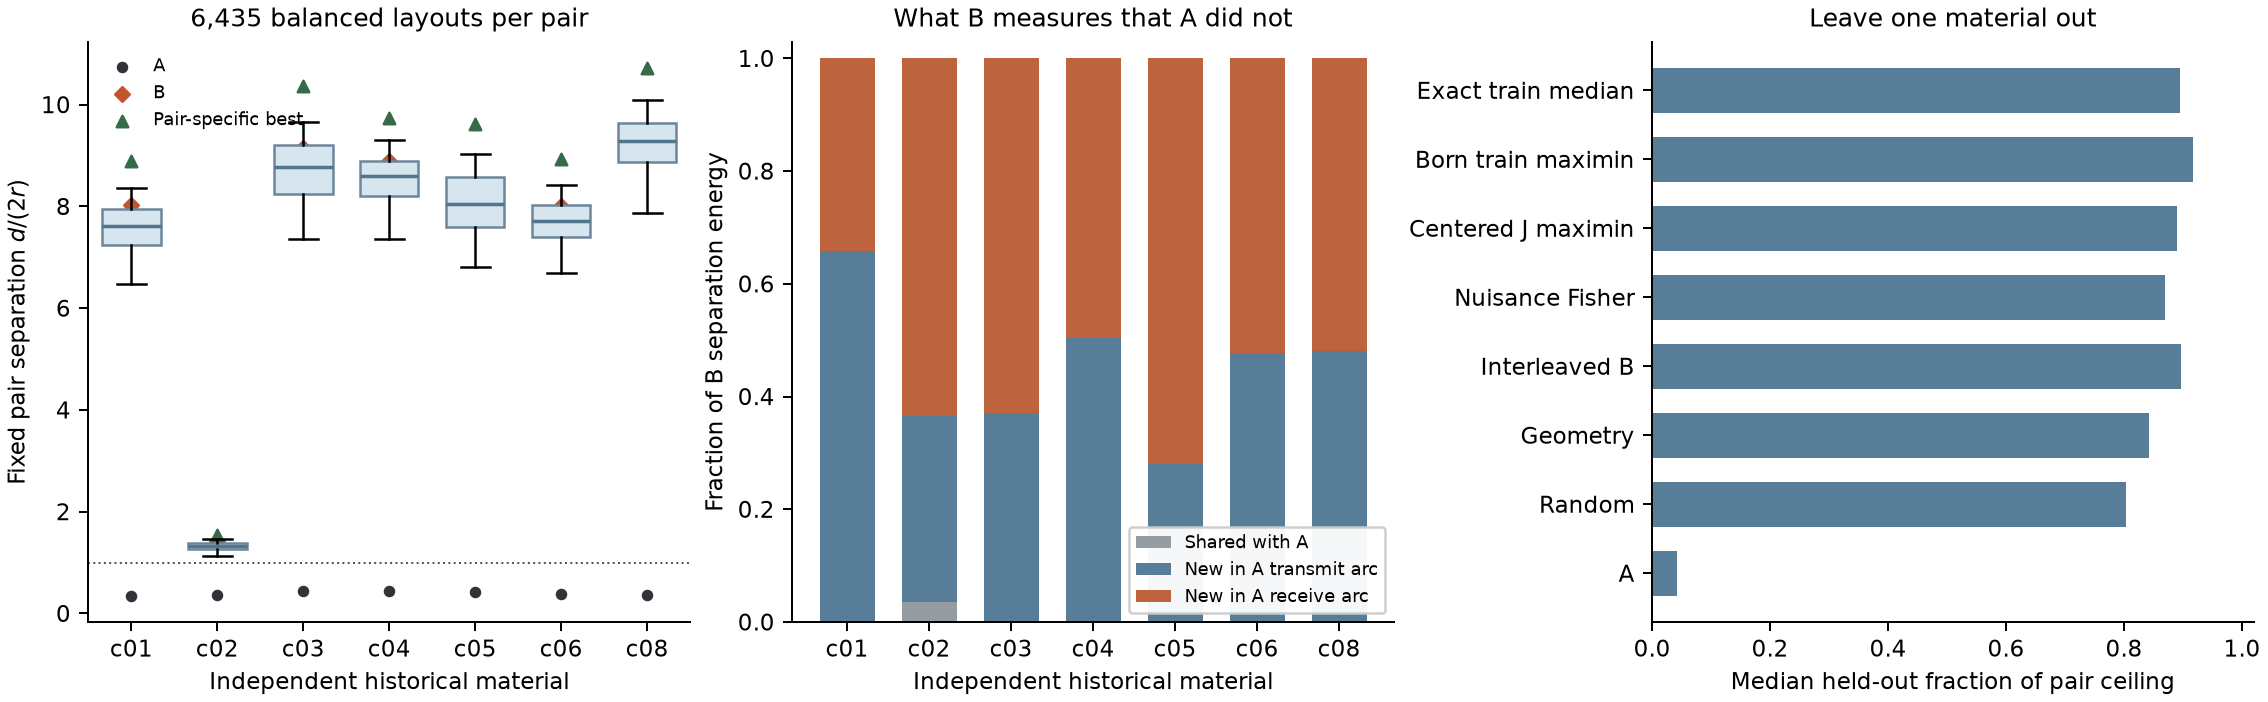 6,435 balanced layouts per pair
A
B
Pair-specific best
10
8
6
4
2
0
Fixed pair separation d/(2r)
c01 c02 c03 c04 c05 c06 c08
Independent historical material
What B measures that A did not
1.0
0.8
0.6
0.4
0.2
0.0
Fraction of B separation energy
Shared with A
New in A transmit arc
New in A receive arc
c01 c02 c03 c04 c05 c06 c08
Independent historical material
Leave one material out
Exact train median
Born train maximin
Centered J maximin
Nuisance Fisher
Interleaved B
Geometry
Random
A
0.0 0.2 0.4 0.6 0.8 1.0
Median held-out fraction of pair ceiling